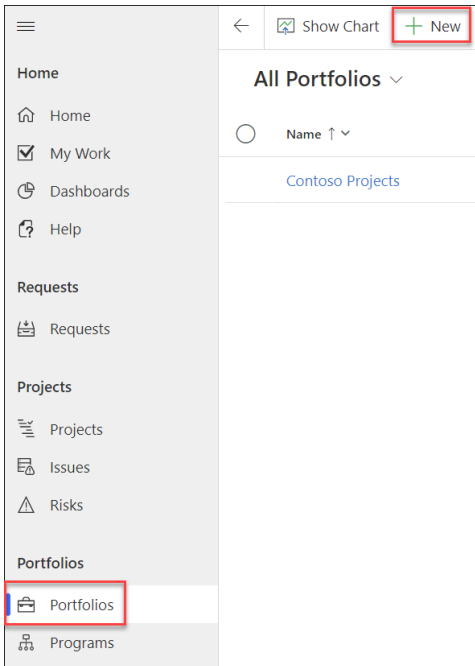 Show Chart
New
Home
All Portfolios
Home
Name
My Work
Contoso Projects
Dashboards
Help
Requests
Requests
Projects
Projects
Issues
Risks
Portfolios
Portfolios
Programs